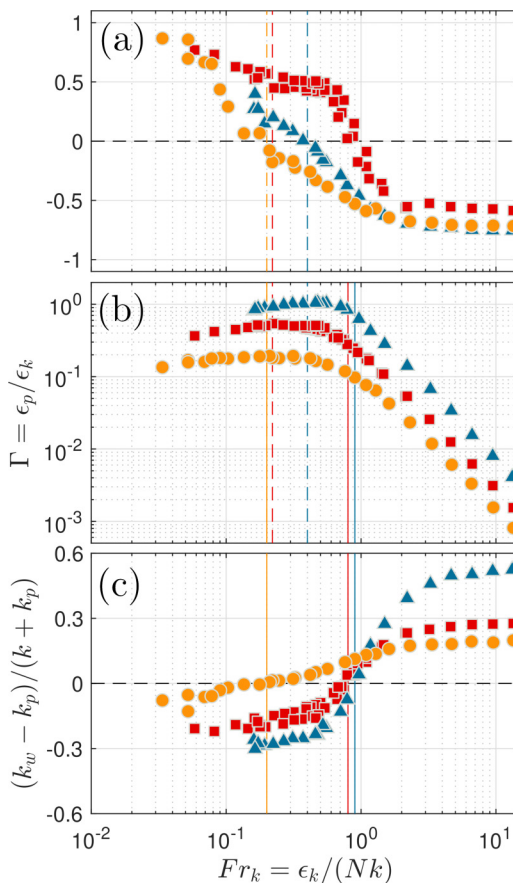 (a)
1
0.5
0
-0.5
-1
(b)
10^0
10^-1
10^-2
10^-3
Γ = ϵ_p/ϵ_k
(c)
0.6
0.3
0
-0.3
-0.6
(k_w − k_p)/(k + k_p)
10^-2 10^-1 10^0 10^1
Fr_k = ϵ_k/(Nk)